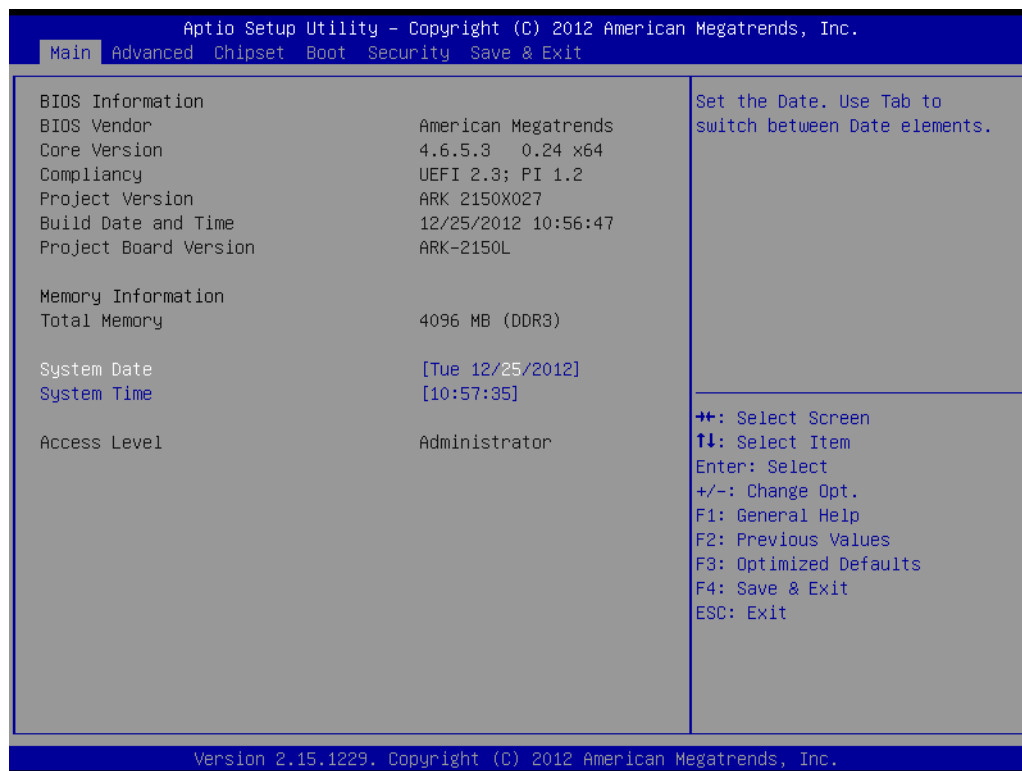 Aptio Setup Utility – Copyright (C) 2012 American Megatrends, Inc.
Main Advanced Chipset Boot Security Save & Exit
BIOS Information
BIOS Vendor American Megatrends
Core Version 4.6.5.3 0.24 x64
Compliancy UEFI 2.3; PI 1.2
Project Version ARK 2150X027
Build Date and Time 12/25/2012 10:56:47
Project Board Version ARK-2150L
Memory Information
Total Memory 4096 MB (DDR3)
System Date [Tue 12/25/2012]
System Time [10:57:35]
Access Level Administrator
Set the Date. Use Tab to
switch between Date elements.
→←: Select Screen
↑↓: Select Item
Enter: Select
+/-: Change Opt.
F1: General Help
F2: Previous Values
F3: Optimized Defaults
F4: Save & Exit
ESC: Exit
Version 2.15.1229. Copyright (C) 2012 American Megatrends, Inc.